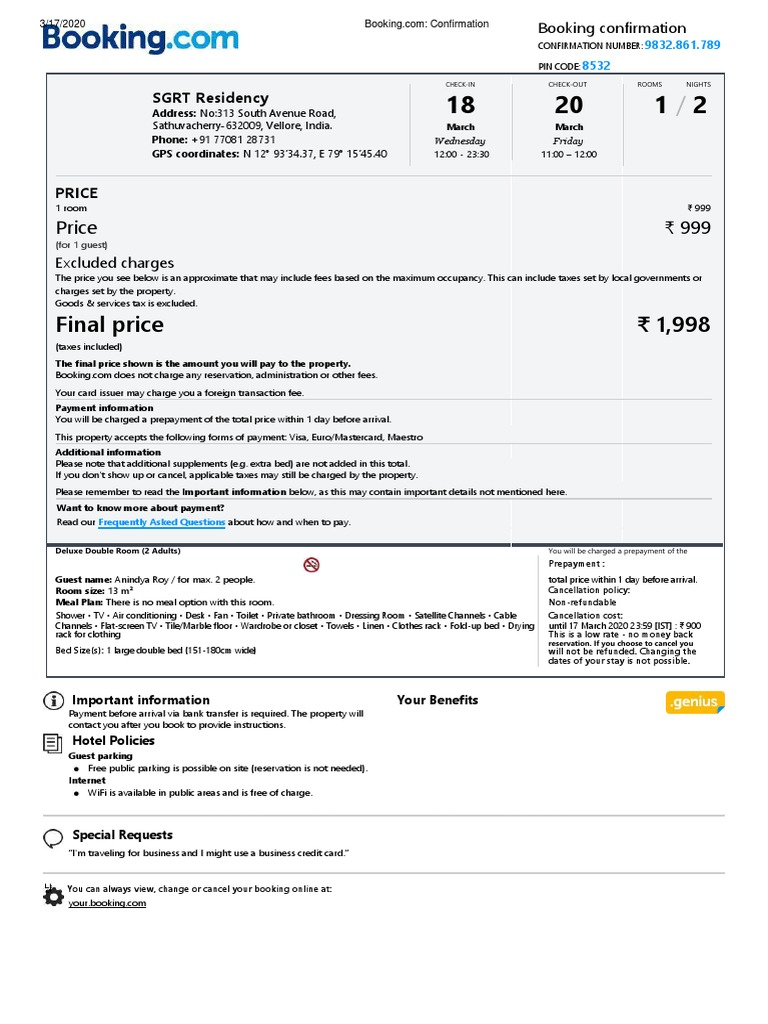 3/17/2020
Booking.com: Confirmation
Booking.com
Booking confirmation
CONFIRMATION NUMBER: 9832.861.789
PIN CODE: 8532
SGRT Residency
Address: No:313 South Avenue Road,
Sathuvacherry- 632009, Vellore, India.
Phone: +91 77081 28731
GPS coordinates: N 12° 93'34.37, E 79° 15'45.40
CHECK-IN
18
March
Wednesday
12:00 - 23:30
CHECK-OUT
20
March
Friday
11:00 – 12:00
ROOMS NIGHTS
1 / 2
PRICE
1 room ₹ 999
Price ₹ 999
(for 1 guest)
Excluded charges
The price you see below is an approximate that may include fees based on the maximum occupancy. This can include taxes set by local governments or
charges set by the property.
Goods & services tax is excluded.
Final price ₹ 1,998
(taxes included)
The final price shown is the amount you will pay to the property.
Booking.com does not charge any reservation, administration or other fees.
Your card issuer may charge you a foreign transaction fee.
Payment information
You will be charged a prepayment of the total price within 1 day before arrival.
This property accepts the following forms of payment: Visa, Euro/Mastercard, Maestro
Additional information
Please note that additional supplements (e.g. extra bed) are not added in this total.
If you don't show up or cancel, applicable taxes may still be charged by the property.
Please remember to read the Important information below, as this may contain important details not mentioned here.
Want to know more about payment?
Read our Frequently Asked Questions about how and when to pay.
Deluxe Double Room (2 Adults)
Guest name: Anindya Roy / for max. 2 people.
Room size: 13 m²
Meal Plan: There is no meal option with this room.
Shower • TV • Air conditioning • Desk • Fan • Toilet • Private bathroom • Dressing Room • Satellite Channels • Cable
Channels • Flat-screen TV • Tile/Marble floor • Wardrobe or closet • Towels • Linen • Clothes rack • Fold-up bed • Drying
rack for clothing
Bed Size(s): 1 large double bed (151-180cm wide)
You will be charged a prepayment of the
Prepayment :
total price within 1 day before arrival.
Cancellation policy:
Non-refundable
Cancellation cost:
until 17 March 2020 23:59 [IST] : ₹ 900
This is a low rate - no money back
reservation. If you choose to cancel you
will not be refunded. Changing the
dates of your stay is not possible.
Important information
Payment before arrival via bank transfer is required. The property will
contact you after you book to provide instructions.
Your Benefits
.genius
Hotel Policies
Guest parking
● Free public parking is possible on site (reservation is not needed).
Internet
● WiFi is available in public areas and is free of charge.
Special Requests
"I'm traveling for business and I might use a business credit card."
You can always view, change or cancel your booking online at:
your.booking.com